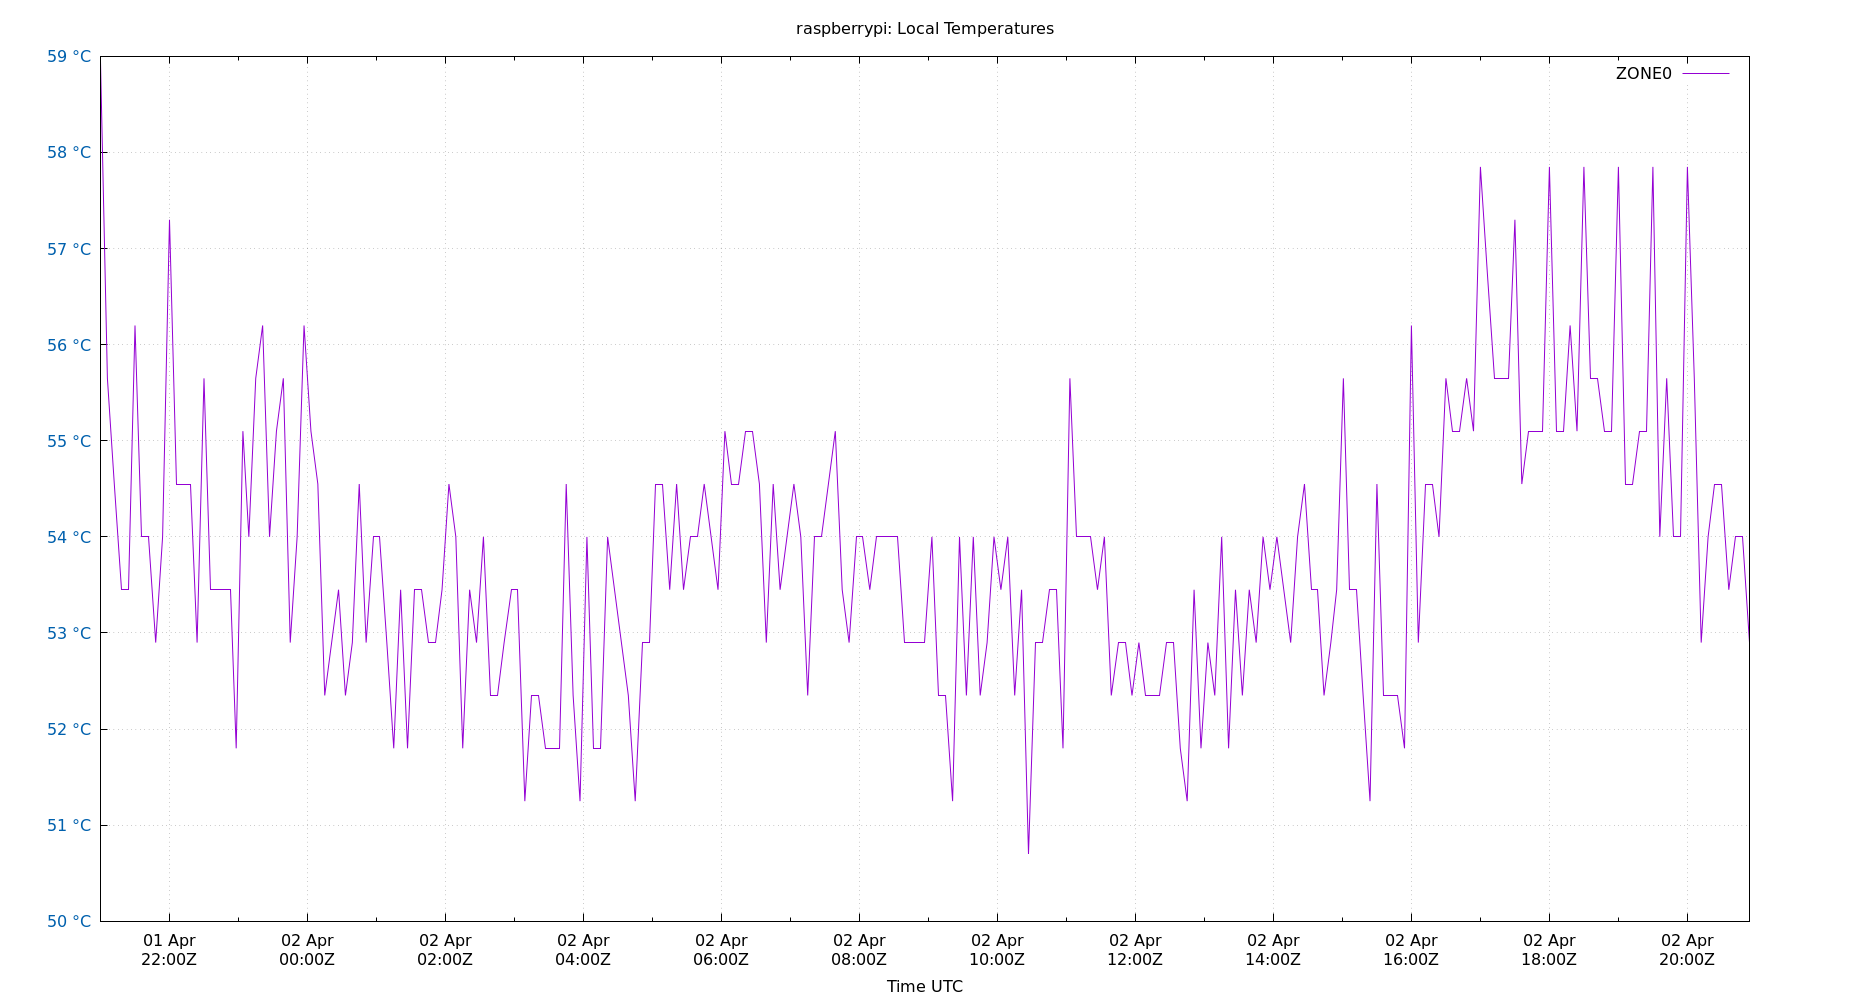 raspberrypi: Local Temperatures
59 °C
ZONE0
58 °C
57 °C
56 °C
55 °C
54 °C
53 °C
52 °C
51 °C
50 °C
01 Apr 02 Apr 02 Apr 02 Apr 02 Apr 02 Apr 02 Apr 02 Apr 02 Apr 02 Apr 02 Apr 02 Apr
22:00Z 00:00Z 02:00Z 04:00Z 06:00Z 08:00Z 10:00Z 12:00Z 14:00Z 16:00Z 18:00Z 20:00Z
Time UTC